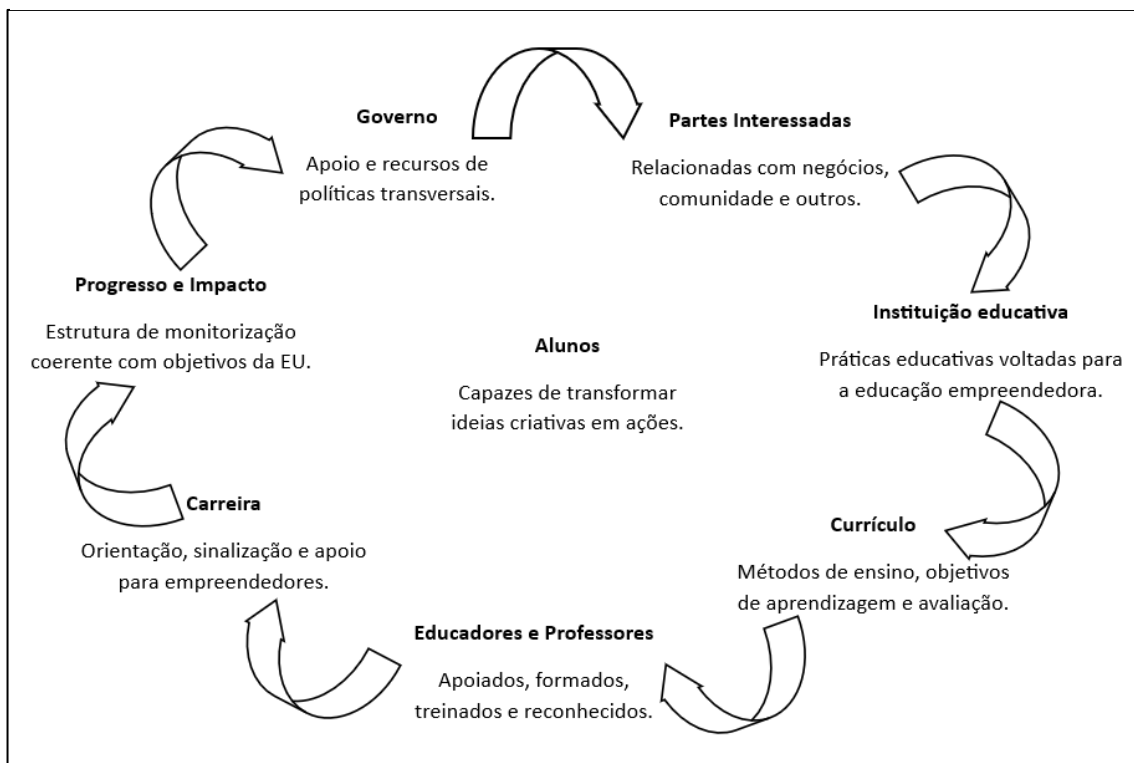 Governo
Apoio e recursos de
políticas transversais.
Partes Interessadas
Relacionadas com negócios,
comunidade e outros.
Instituição educativa
Práticas educativas voltadas para
a educação empreendedora.
Currículo
Métodos de ensino, objetivos
de aprendizagem e avaliação.
Educadores e Professores
Apoiados, formados,
treinados e reconhecidos.
Carreira
Orientação, sinalização e apoio
para empreendedores.
Progresso e Impacto
Estrutura de monitorização
coerente com objetivos da EU.
Alunos
Capazes de transformar
ideias criativas em ações.